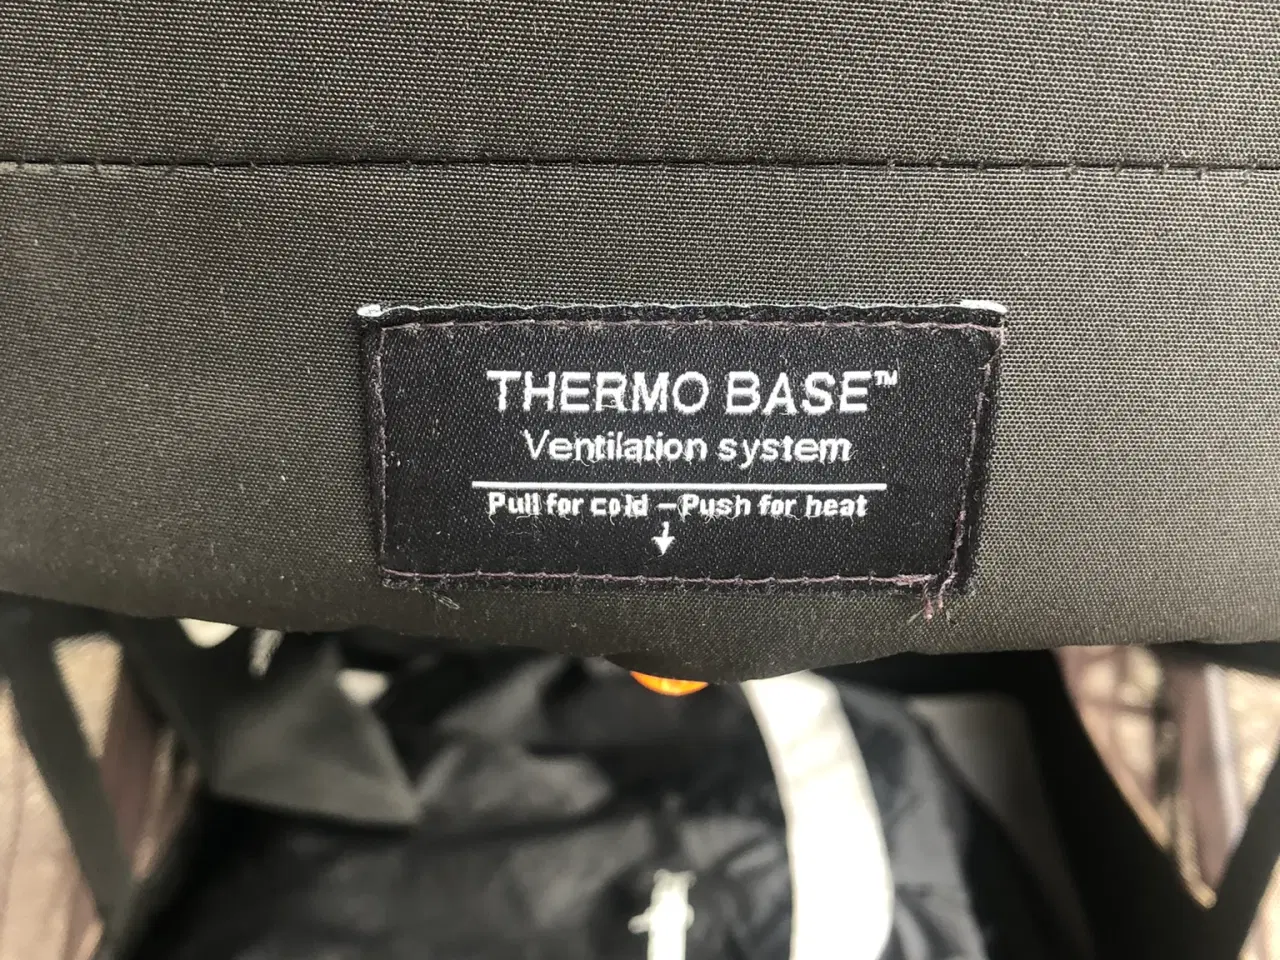 THERMO BASE™
Ventilation system
Pull for cold – Push for heat